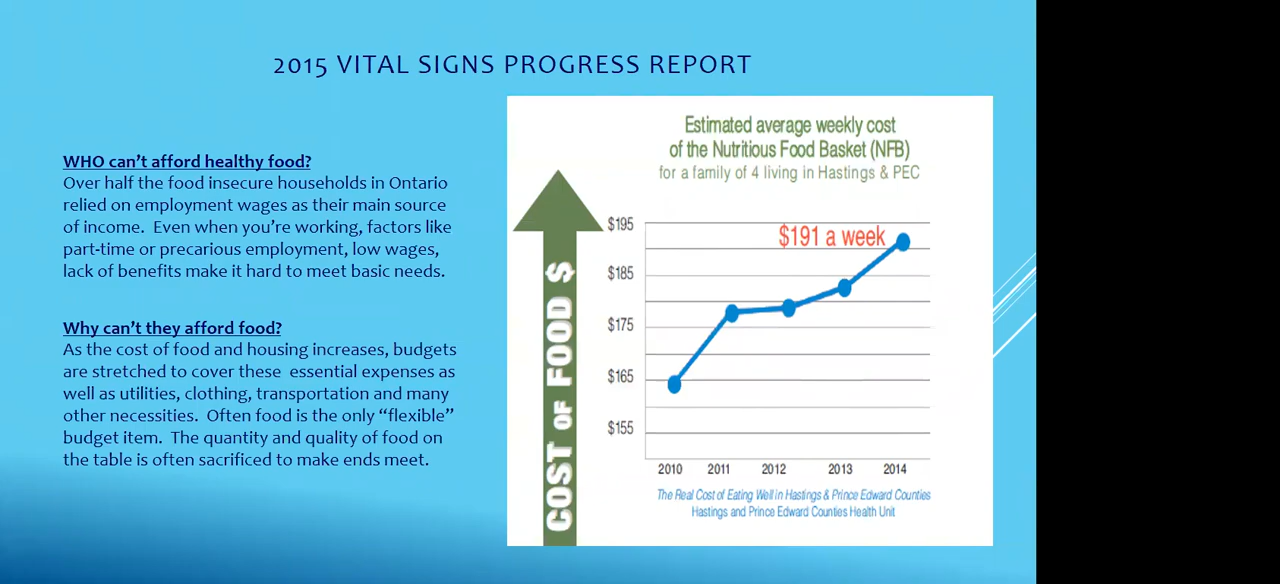 2015 VITAL SIGNS PROGRESS REPORT
WHO can't afford healthy food?
Over half the food insecure households in Ontario
relied on employment wages as their main source
of income.  Even when you're working, factors like
part-time or precarious employment, low wages,
lack of benefits make it hard to meet basic needs.
Why can't they afford food?
As the cost of food and housing increases, budgets
are stretched to cover these  essential expenses as
well as utilities, clothing, transportation and many
other necessities.  Often food is the only “flexible”
budget item.  The quantity and quality of food on
the table is often sacrificed to make ends meet.
COST OF FOOD $
Estimated average weekly cost
of the Nutritious Food Basket (NFB)
for a family of 4 living in Hastings & PEC
$195
$191 a week
$185
$175
$165
$155
2010 2011 2012 2013 2014
The Real Cost of Eating Well in Hastings & Prince Edward Counties
Hastings and Prince Edward Counties Health Unit